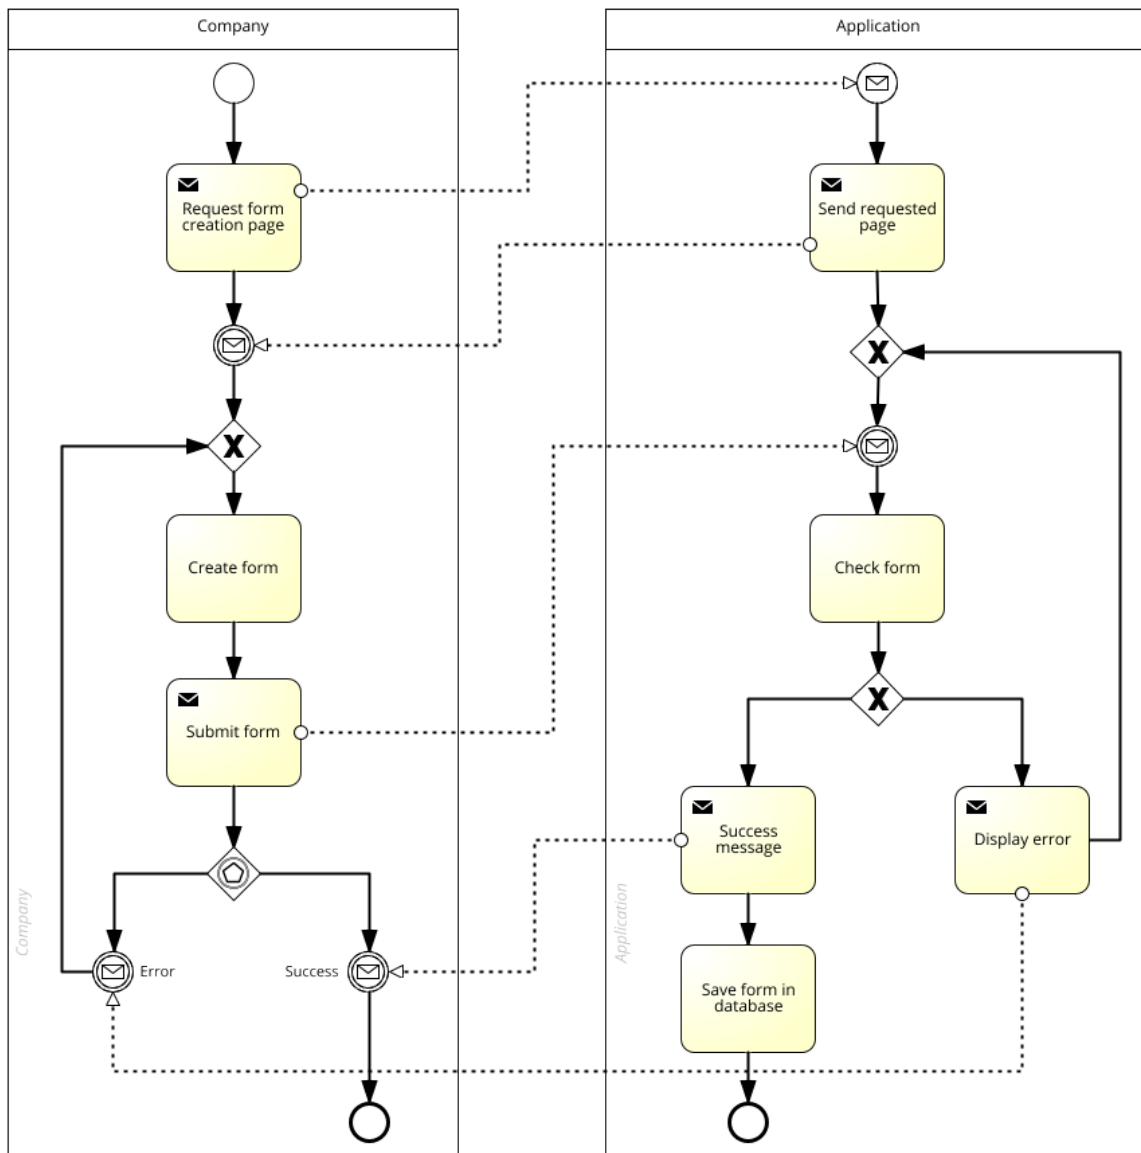 Company
Application
Request form
creation page
Send requested
page
Create form
Check form
Submit form
Success
message
Display error
Company
Application
Error
Success
Save form in
database